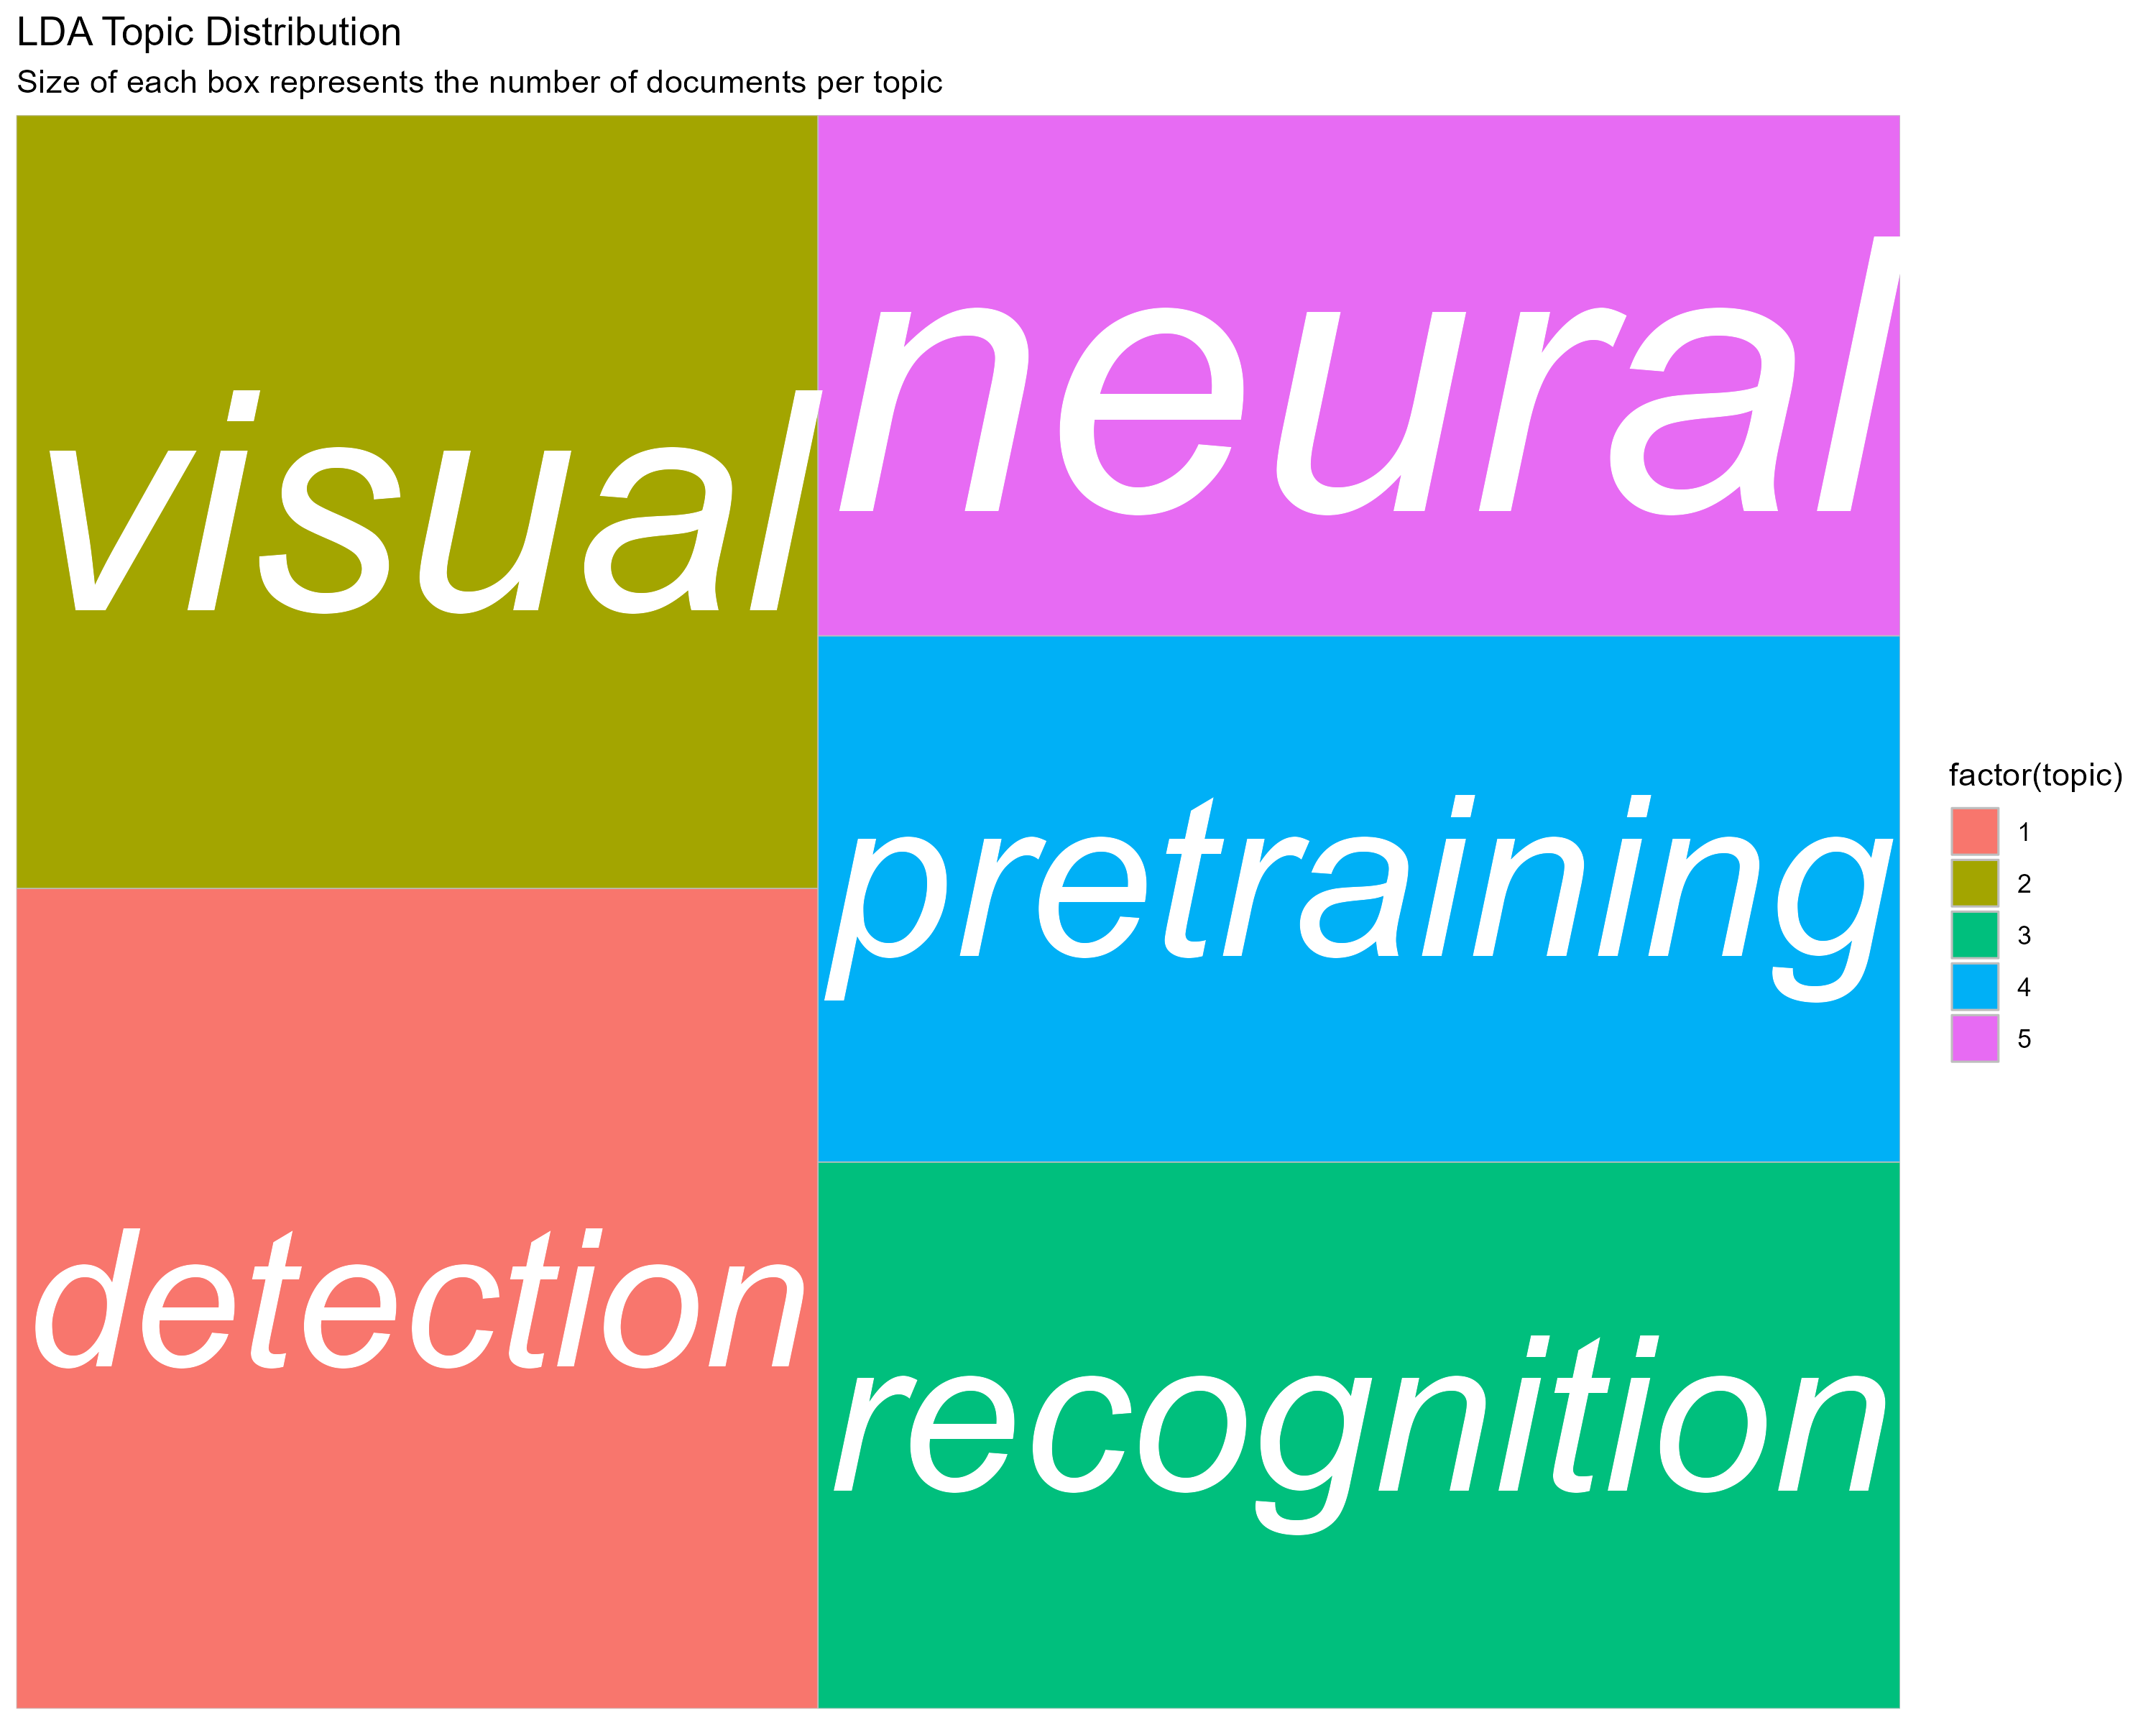 LDA Topic Distribution
Size of each box represents the number of documents per topic
visual
neural
pretraining
detection
recognition
factor(topic)
1
2
3
4
5